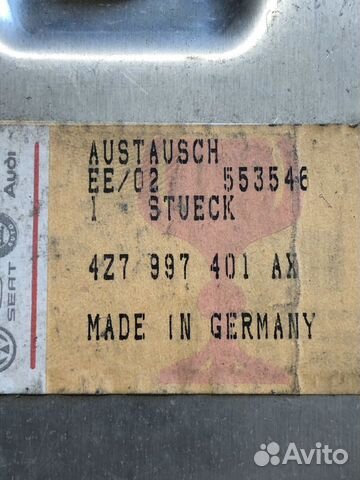 AUSTAUSCH
EE/02 553546
1 STUECK
4Z7 997 401 AX
MADE IN GERMANY
Audi
SEAT
Avito